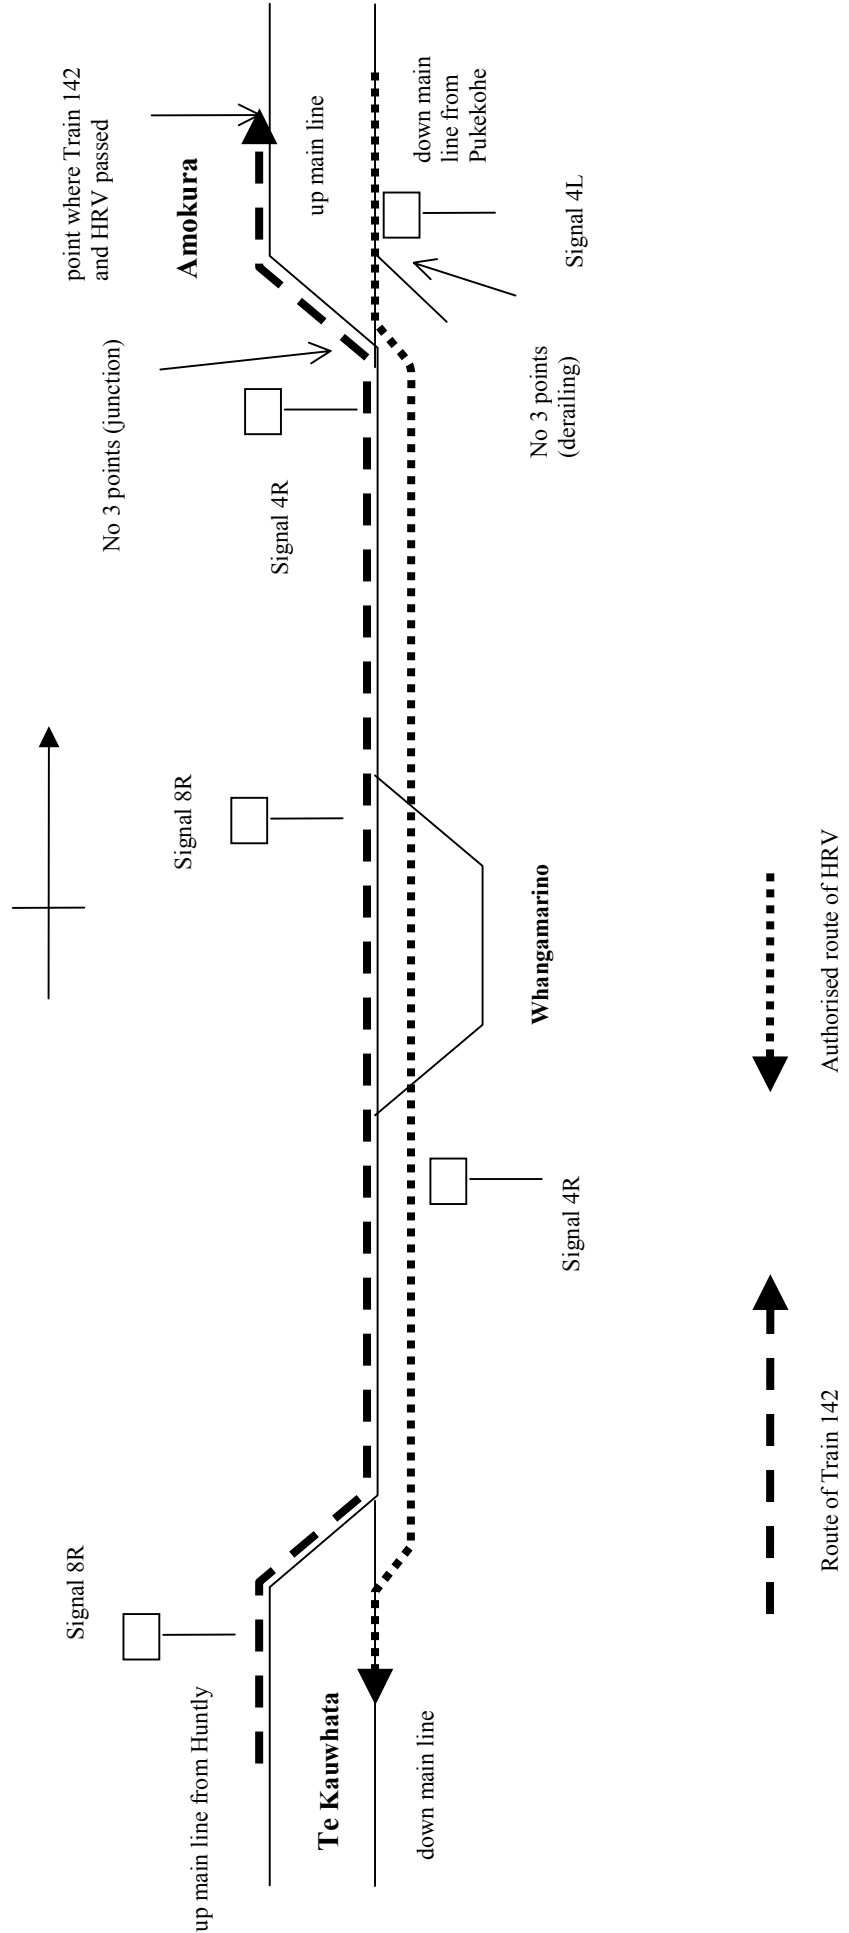 point where Train 142
and HRV passed
Amokura
up main line
down main
line from
Pukekohe
Signal 4L
No 3 points (junction)
Signal 4R
No 3 points
(derailing)
Signal 8R
Whangamarino
Signal 4R
Signal 8R
up main line from Huntly
Te Kauwhata
down main line
Authorised route of HRV
Route of Train 142